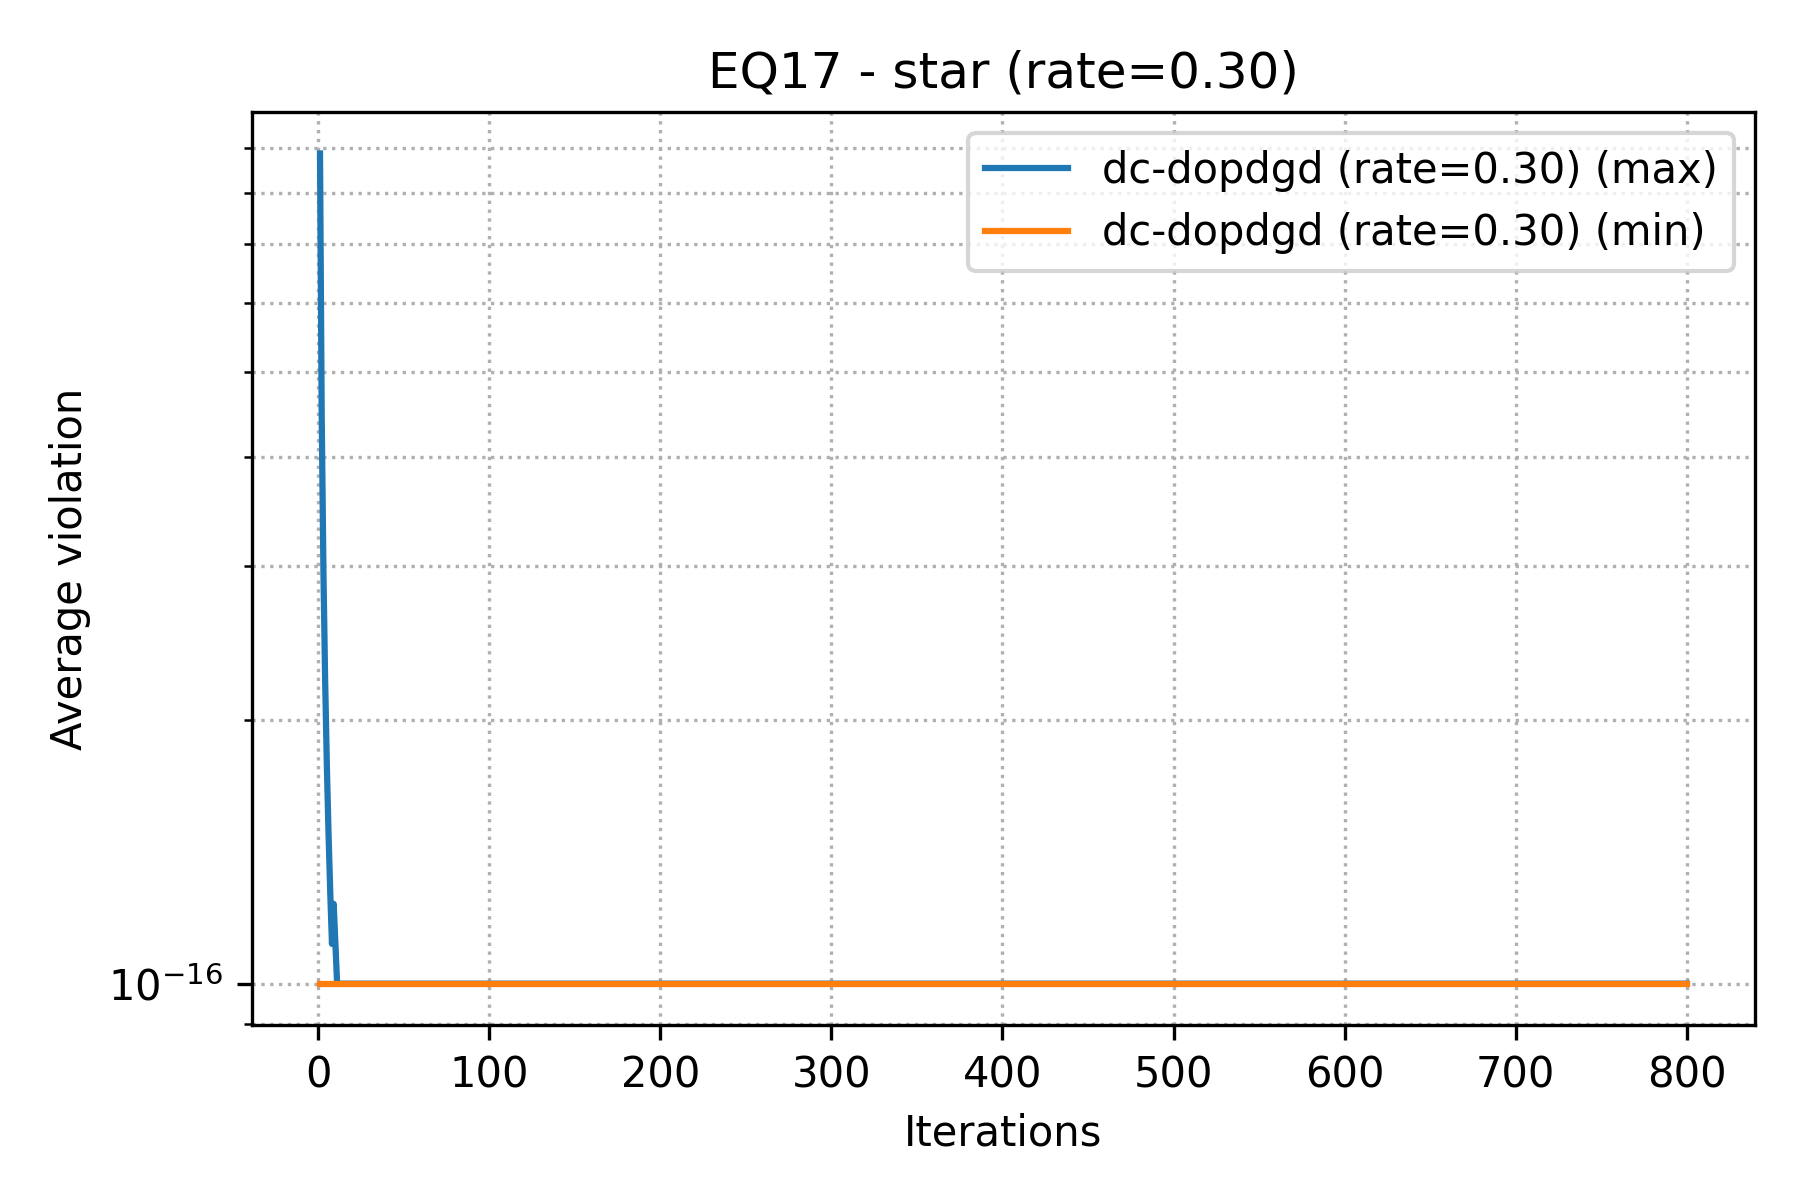 EQ17 - star (rate=0.30)
dc-dopdgd (rate=0.30) (max)
dc-dopdgd (rate=0.30) (min)
Average violation
10⁻¹⁶
0 100 200 300 400 500 600 700 800
Iterations